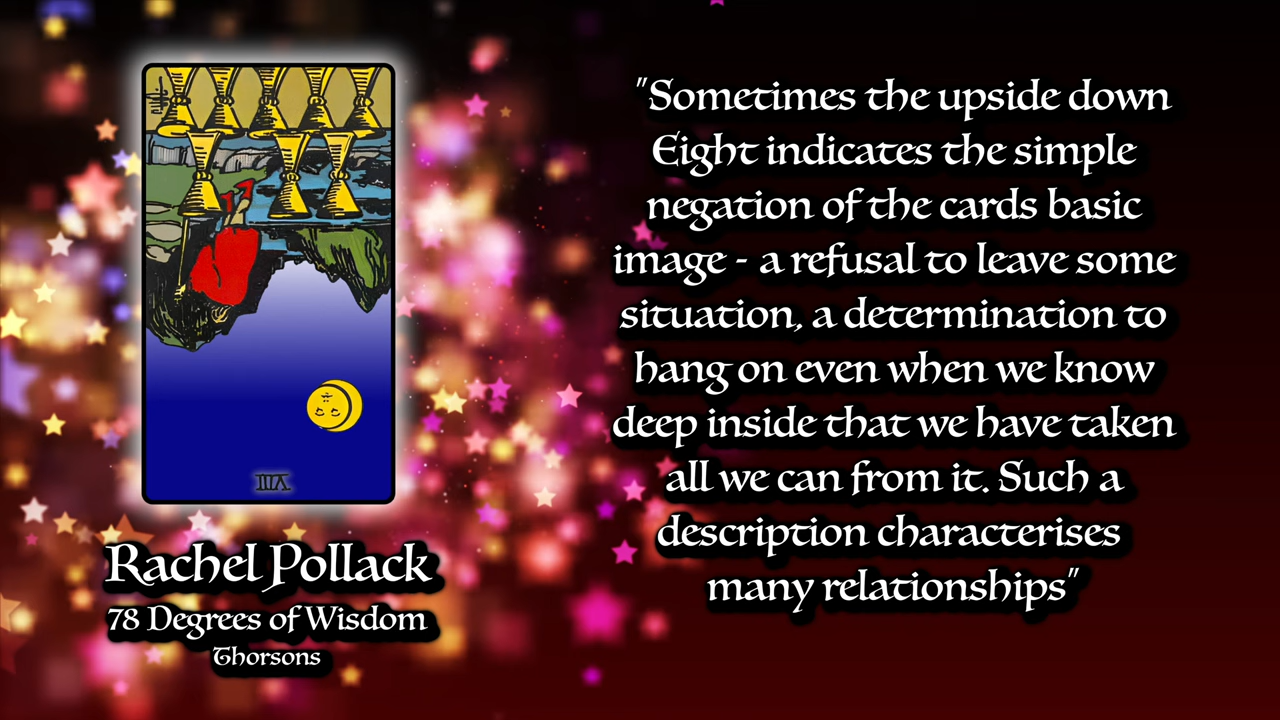 "Sometimes the upside down
Eight indicates the simple
negation of the cards basic
image - a refusal to leave some
situation, a determination to
hang on even when we know
deep inside that we have taken
all we can from it. Such a
description characterises
many relationships"
VIII
Rachel Pollack
78 Degrees of Wisdom
Thorsons